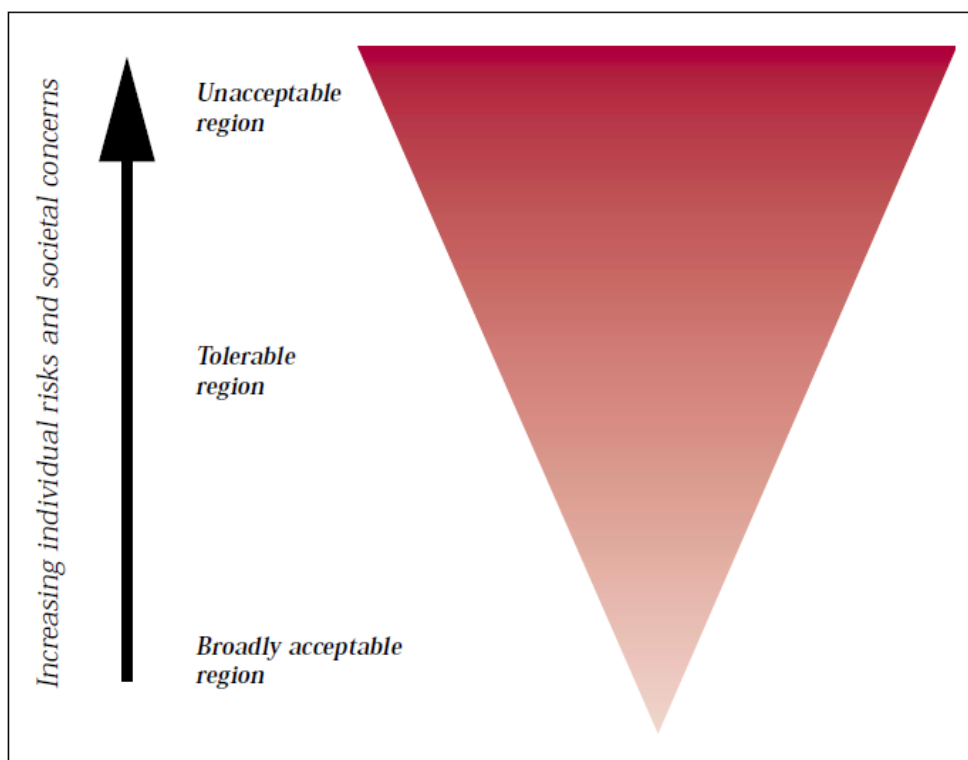 Increasing individual risks and societal concerns
Unacceptable
region
Tolerable
region
Broadly acceptable
region